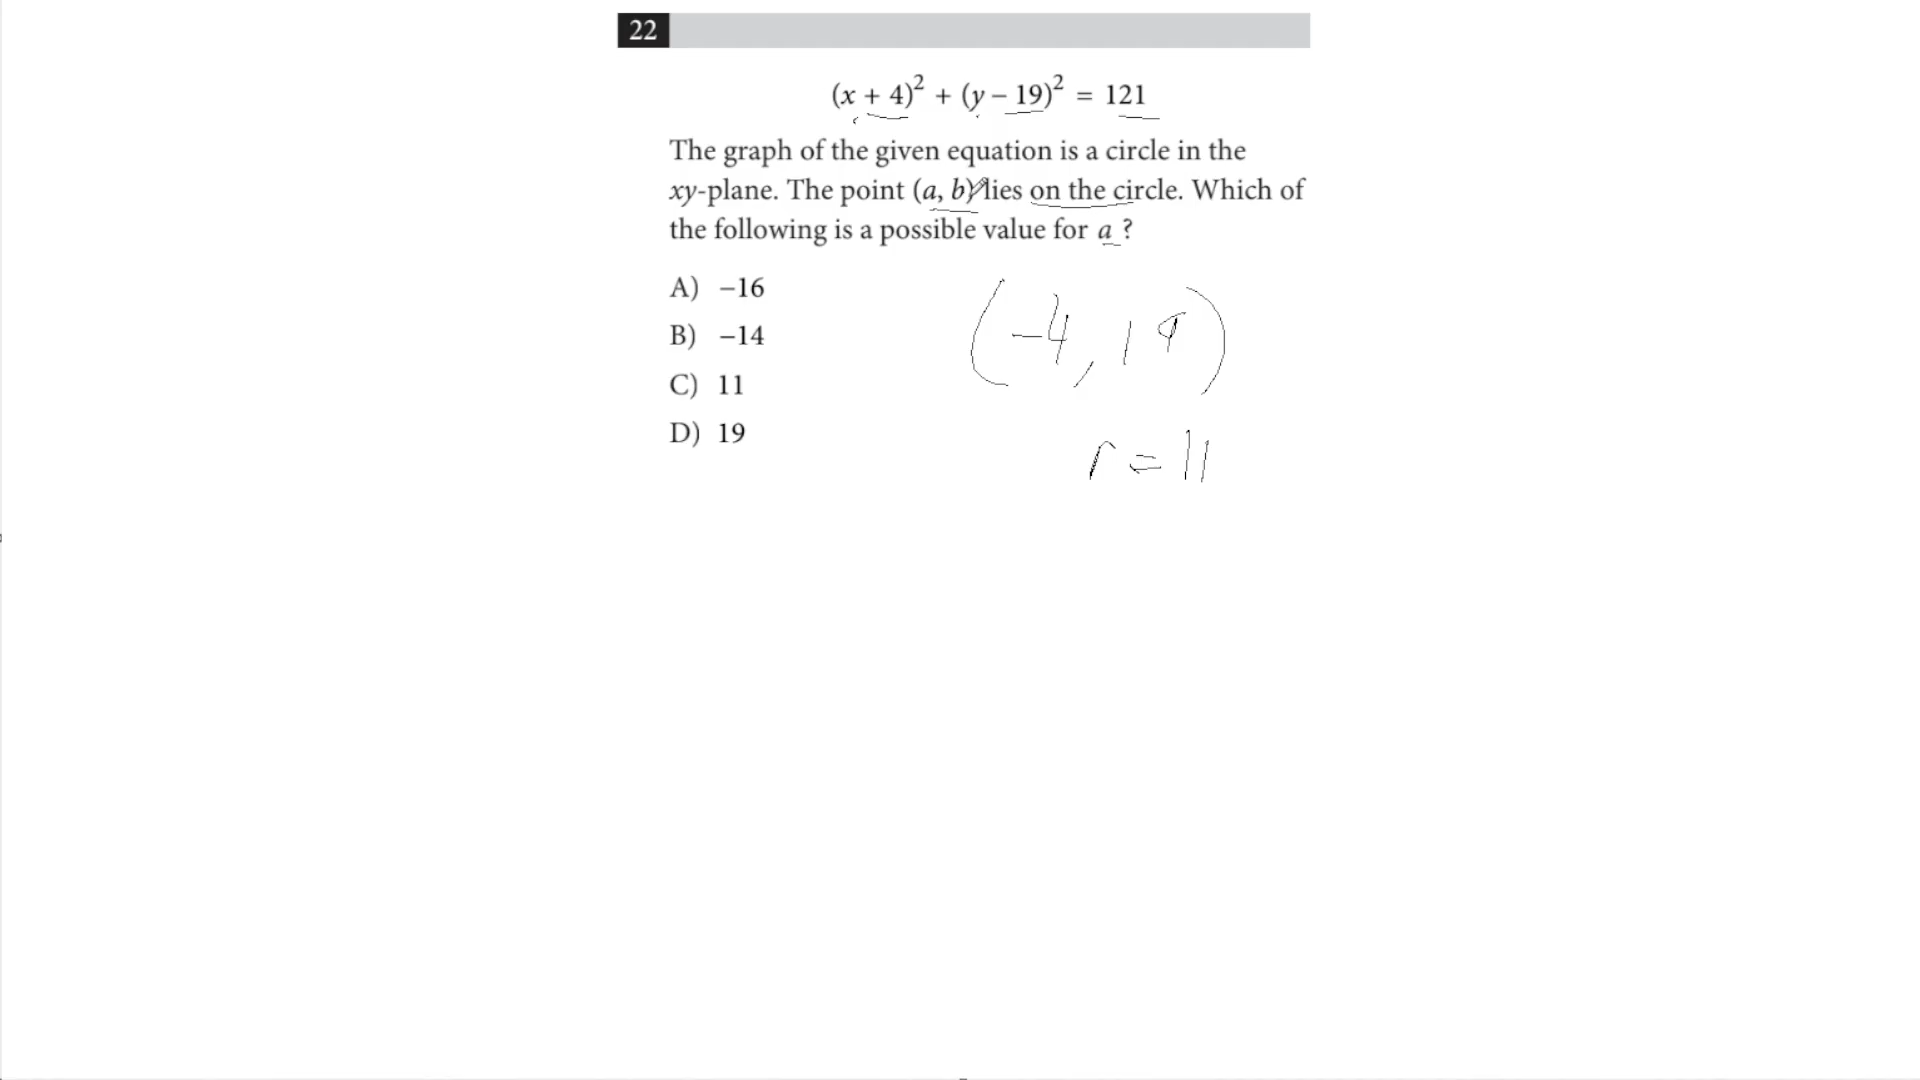 22
(x + 4)² + (y − 19)² = 121
The graph of the given equation is a circle in the
xy-plane. The point (a, b) lies on the circle. Which of
the following is a possible value for a ?
A) −16
B) −14
C) 11
D) 19
(−4, 19)
r = 11